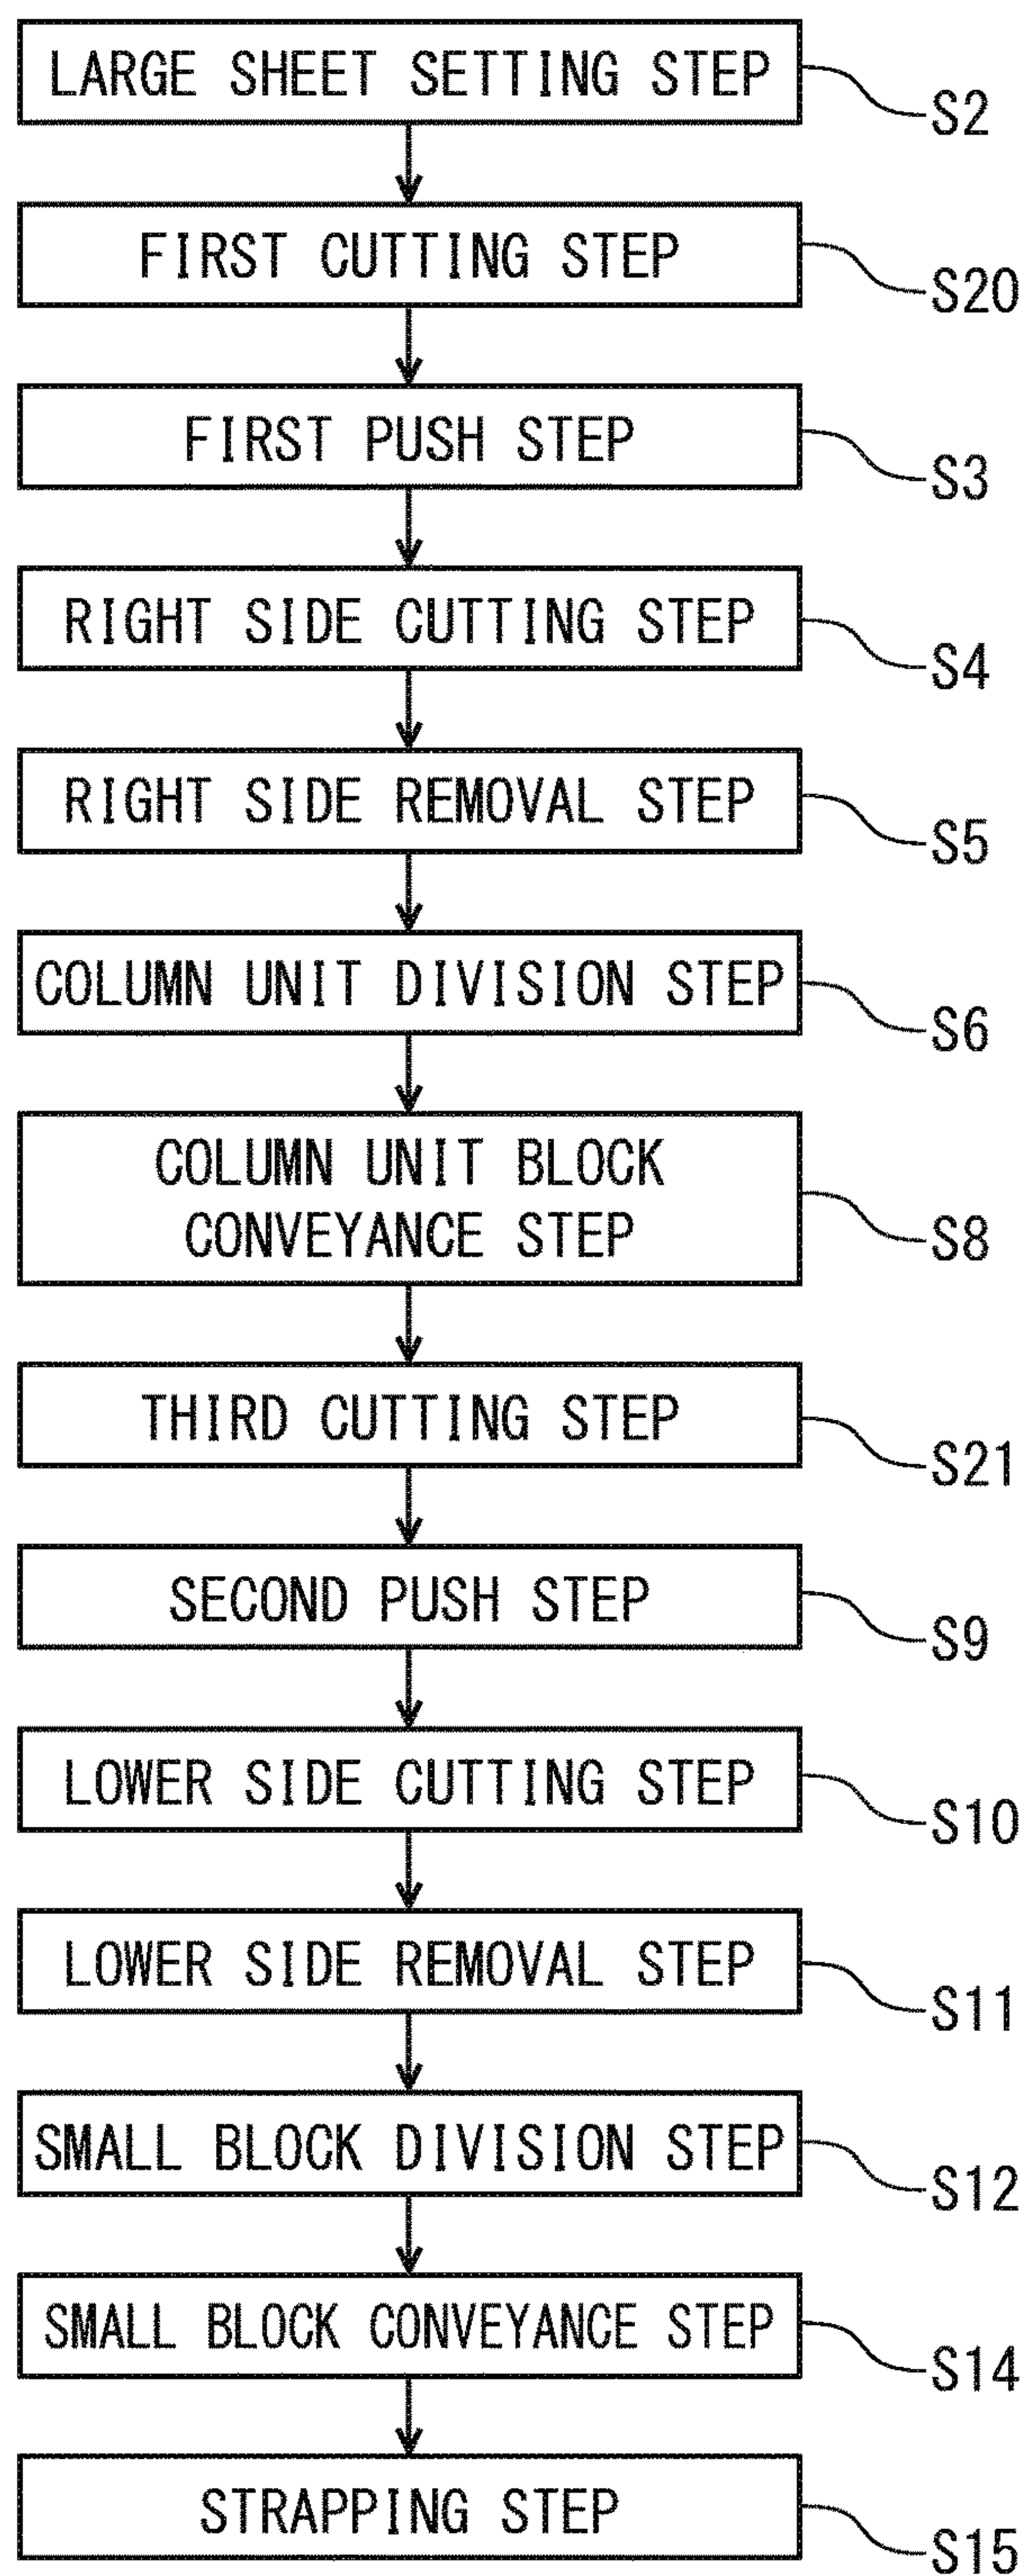 LARGE SHEET SETTING STEP
S2
FIRST CUTTING STEP
S20
FIRST PUSH STEP
S3
RIGHT SIDE CUTTING STEP
S4
RIGHT SIDE REMOVAL STEP
S5
COLUMN UNIT DIVISION STEP
S6
COLUMN UNIT BLOCK
CONVEYANCE STEP
S8
THIRD CUTTING STEP
S21
SECOND PUSH STEP
S9
LOWER SIDE CUTTING STEP
S10
LOWER SIDE REMOVAL STEP
S11
SMALL BLOCK DIVISION STEP
S12
SMALL BLOCK CONVEYANCE STEP
S14
STRAPPING STEP
S15